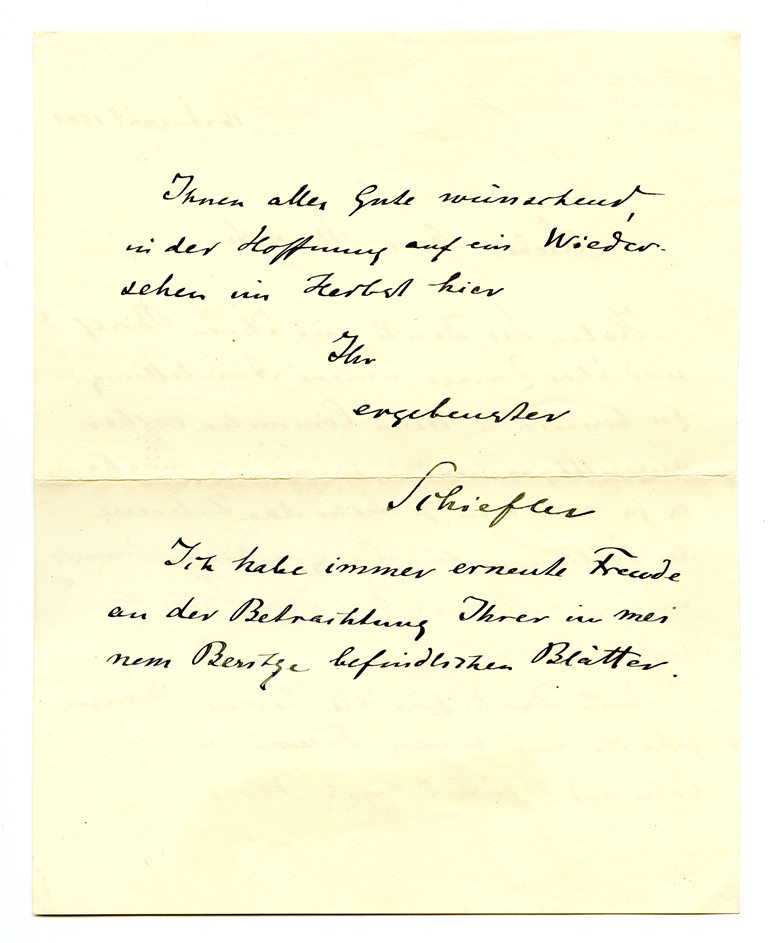 Ihnen alles Gute wünschend,
in der Hoffnung auf ein Wieder-
sehen im Herbst hier
Ihr
ergebenster
Schiefler
Ich habe immer erneute Freude
an der Betrachtung Ihrer in mei
nem Besitze befindlichen Blätter.